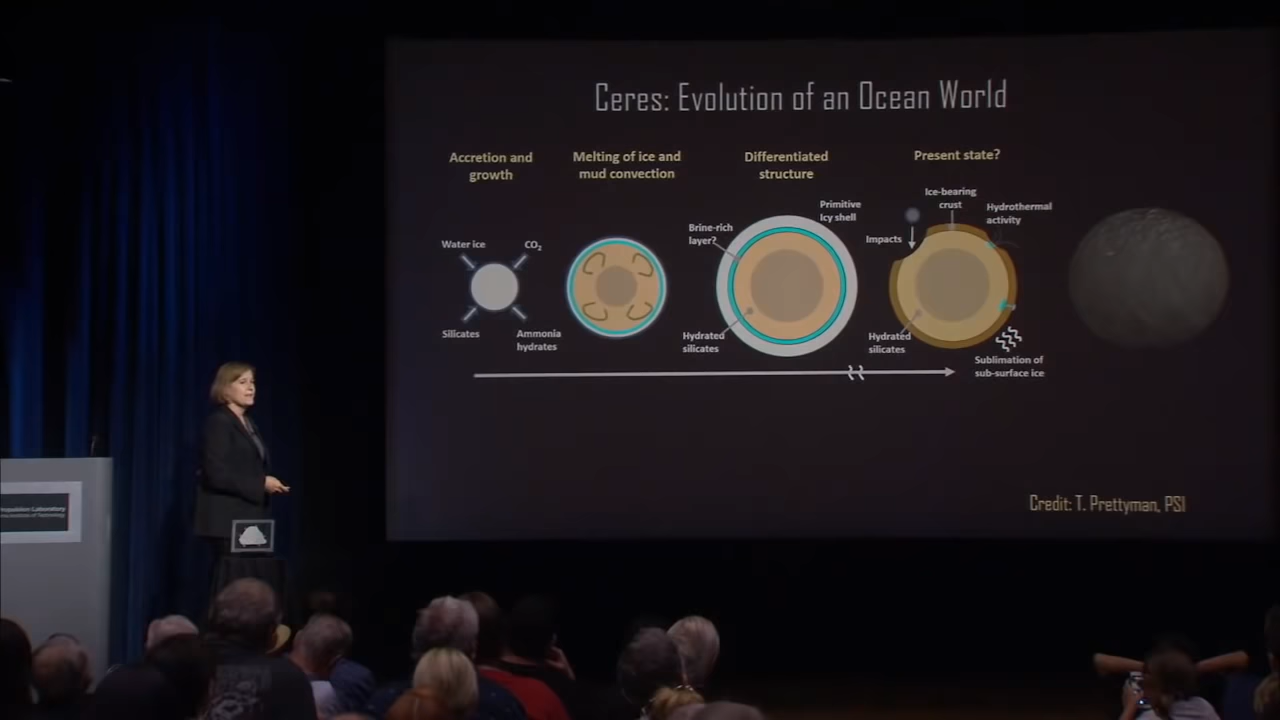 Ceres: Evolution of an Ocean World
Accretion and
growth
Melting of ice and
mud convection
Differentiated
structure
Present state?
Water ice
CO₂
Silicates
Ammonia
hydrates
Brine-rich
layer?
Primitive
Icy shell
Hydrated
silicates
Impacts
Ice-bearing
crust
Hydrothermal
activity
Hydrated
silicates
Sublimation of
sub-surface ice
Credit: T. Prettyman, PSI
Propulsion Laboratory